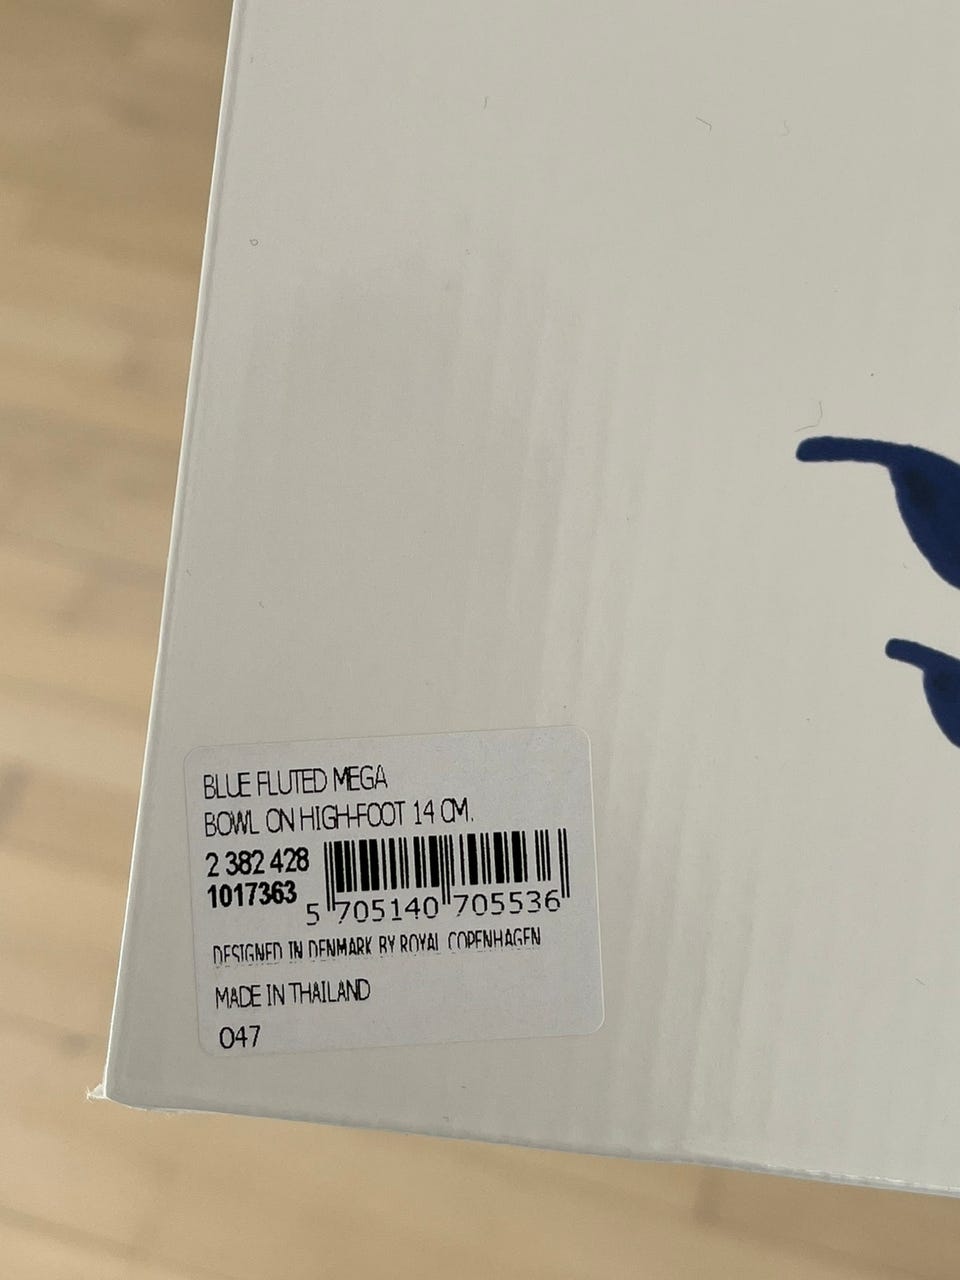 BLUE FLUTED MEGA
BOWL ON HIGH-FOOT 14 CM.
2 382 428
1017363
5 705140 705536
DESIGNED IN DENMARK BY ROYAL COPENHAGEN
MADE IN THAILAND
047